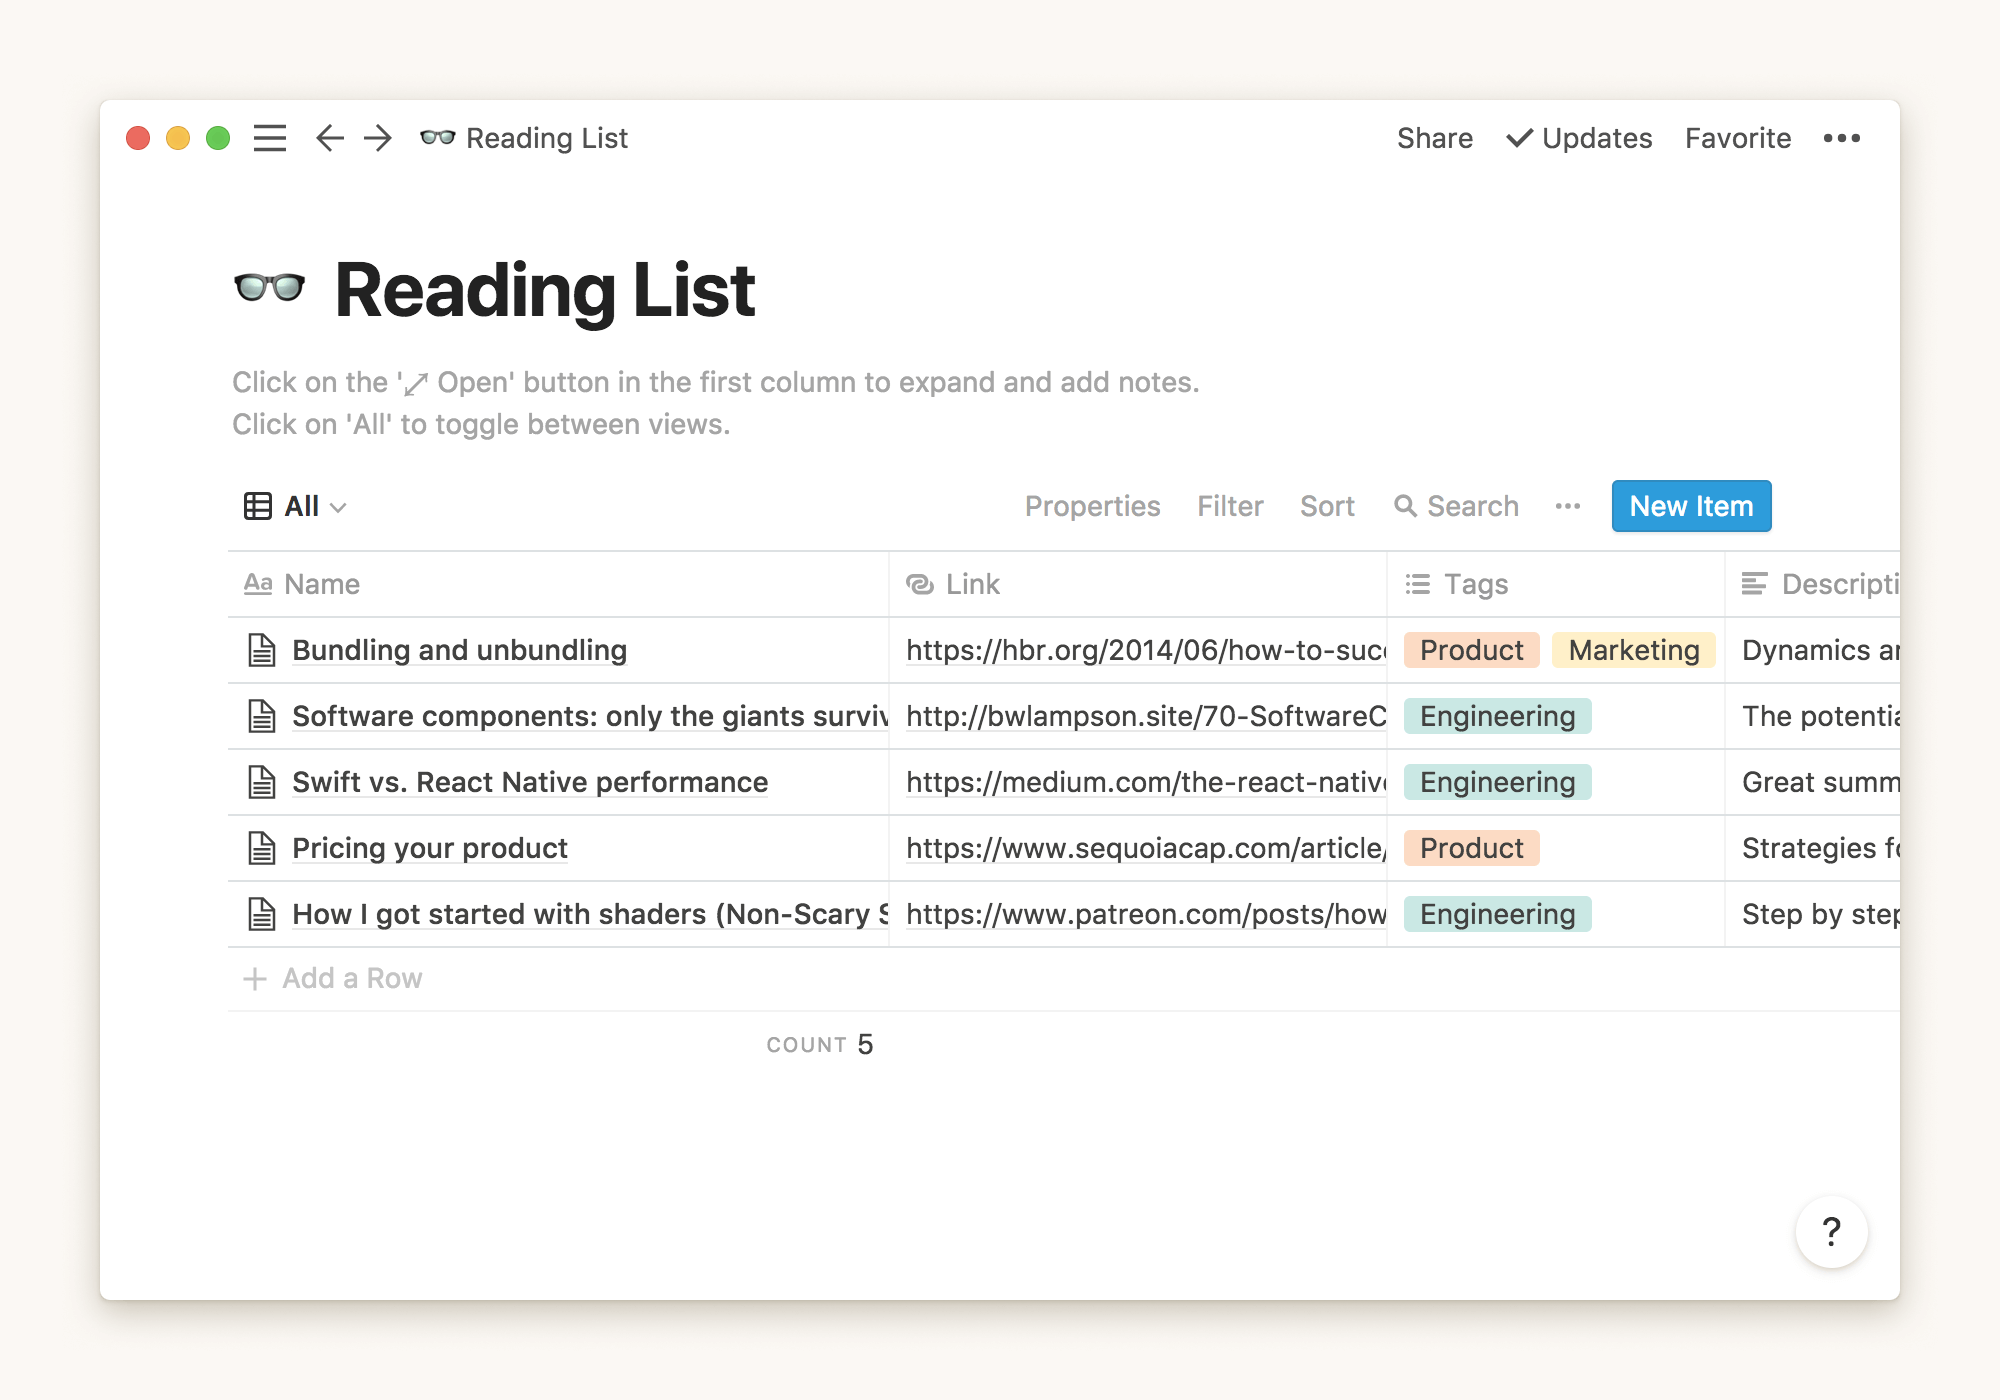 Reading List Share Updates Favorite
Reading List
Click on the ' Open' button in the first column to expand and add notes.
Click on 'All' to toggle between views.
All Properties Filter Sort Search New Item
Aa Name Link Tags Descripti
Bundling and unbundling https://hbr.org/2014/06/how-to-suc Product Marketing Dynamics
Software components: only the giants surviv http://bwlampson.site/70-SoftwareC Engineering The potentia
Swift vs. React Native performance https://medium.com/the-react-native Engineering Great summ
Pricing your product https://www.sequoiacap.com/article/ Product Strategies fo
How I got started with shaders (Non-Scary S https://www.patreon.com/posts/how Engineering Step by step
+ Add a Row
COUNT 5
?